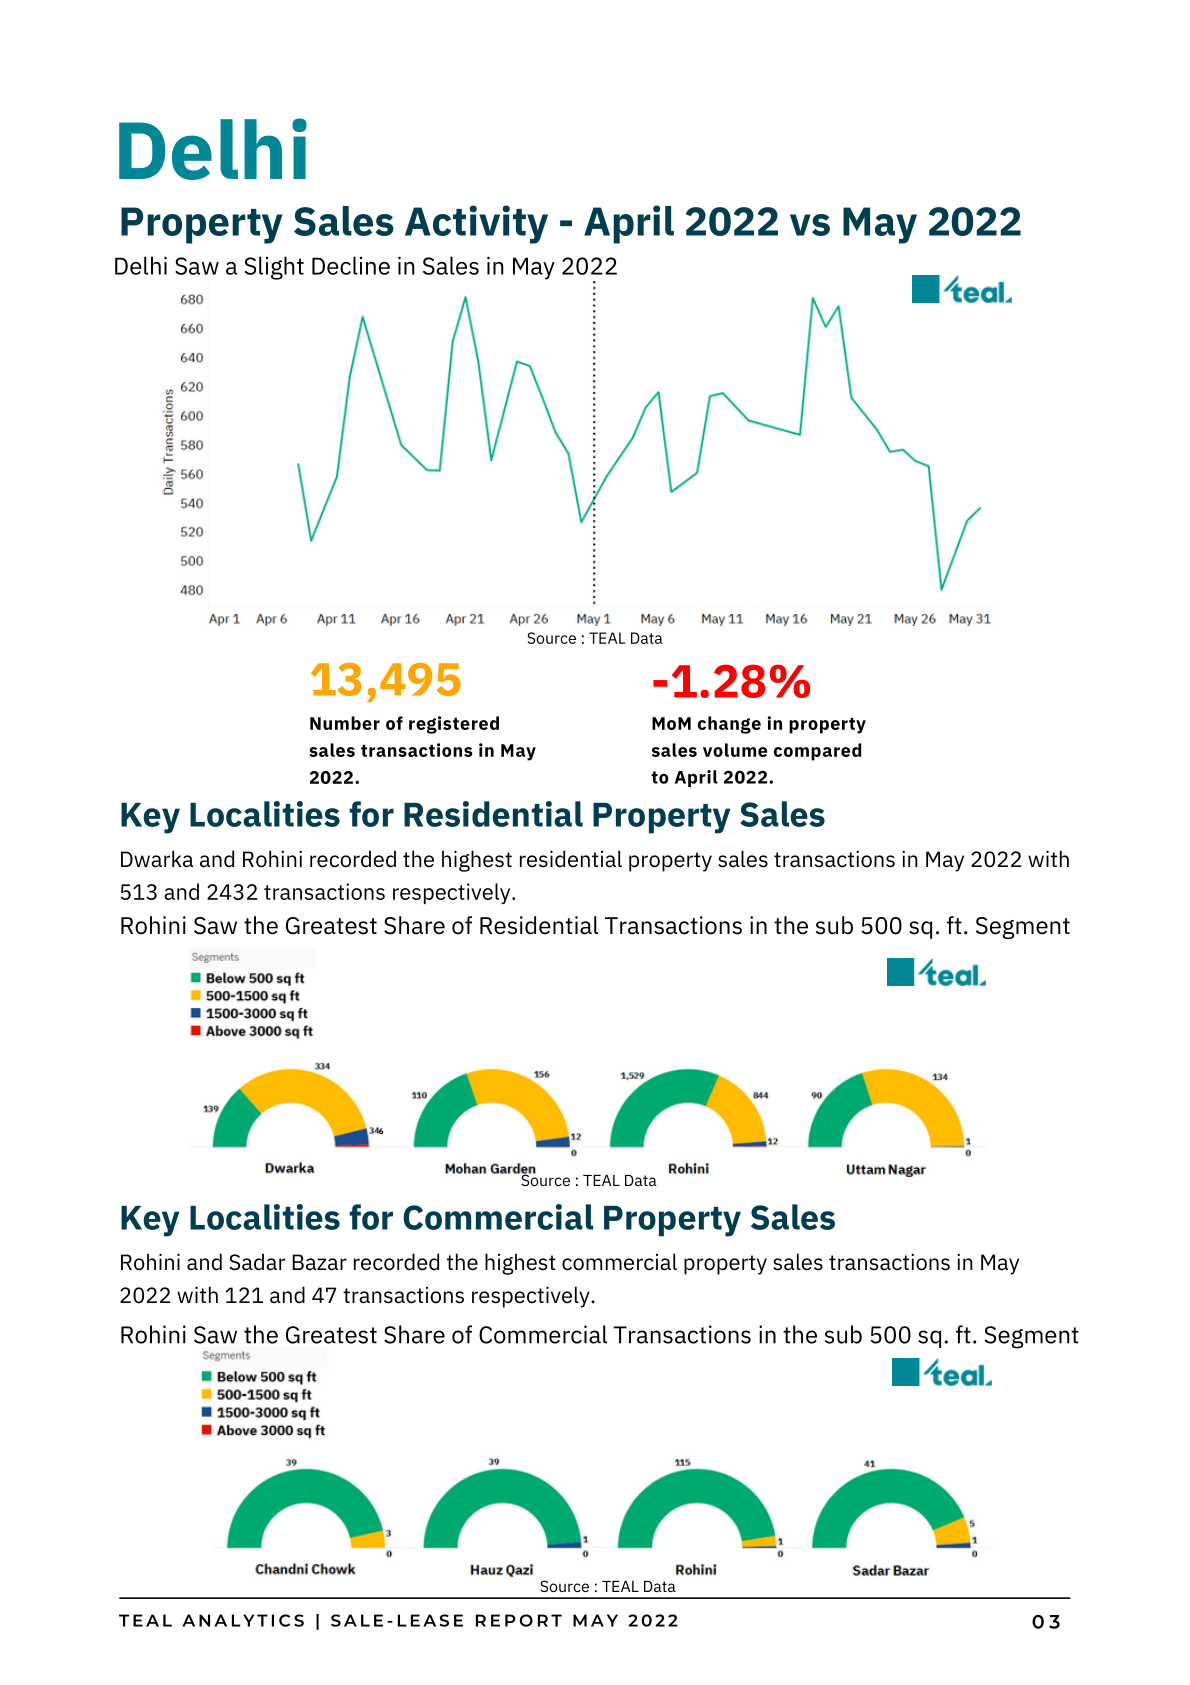 Delhi
Property Sales Activity - April 2022 vs May 2022
Delhi Saw a Slight Decline in Sales in May 2022
teal.
680
660
640
620
600
580
560
540
520
500
480
Daily Transactions
Apr 1 Apr 6 Apr 11 Apr 16 Apr 21 Apr 26 May 1 May 6 May 11 May 16 May 21 May 26 May 31
Source : TEAL Data
13,495
Number of registered
sales transactions in May
2022.
-1.28%
MoM change in property
sales volume compared
to April 2022.
Key Localities for Residential Property Sales
Dwarka and Rohini recorded the highest residential property sales transactions in May 2022 with
513 and 2432 transactions respectively.
Rohini Saw the Greatest Share of Residential Transactions in the sub 500 sq. ft. Segment
Segments
Below 500 sq ft
500-1500 sq ft
1500-3000 sq ft
Above 3000 sq ft
teal.
139 334
Dwarka
110 156 12 0
Mohan Garden
1,529 844 12
Rohini
90 134 1 0
Uttam Nagar
Source : TEAL Data
Key Localities for Commercial Property Sales
Rohini and Sadar Bazar recorded the highest commercial property sales transactions in May
2022 with 121 and 47 transactions respectively.
Rohini Saw the Greatest Share of Commercial Transactions in the sub 500 sq. ft. Segment
Segments
Below 500 sq ft
500-1500 sq ft
1500-3000 sq ft
Above 3000 sq ft
teal.
39 3 0
Chandni Chowk
39 1 0
Hauz Qazi
115 1 0
Rohini
41 5 1 0
Sadar Bazar
Source : TEAL Data
TEAL ANALYTICS | SALE-LEASE REPORT MAY 2022 03